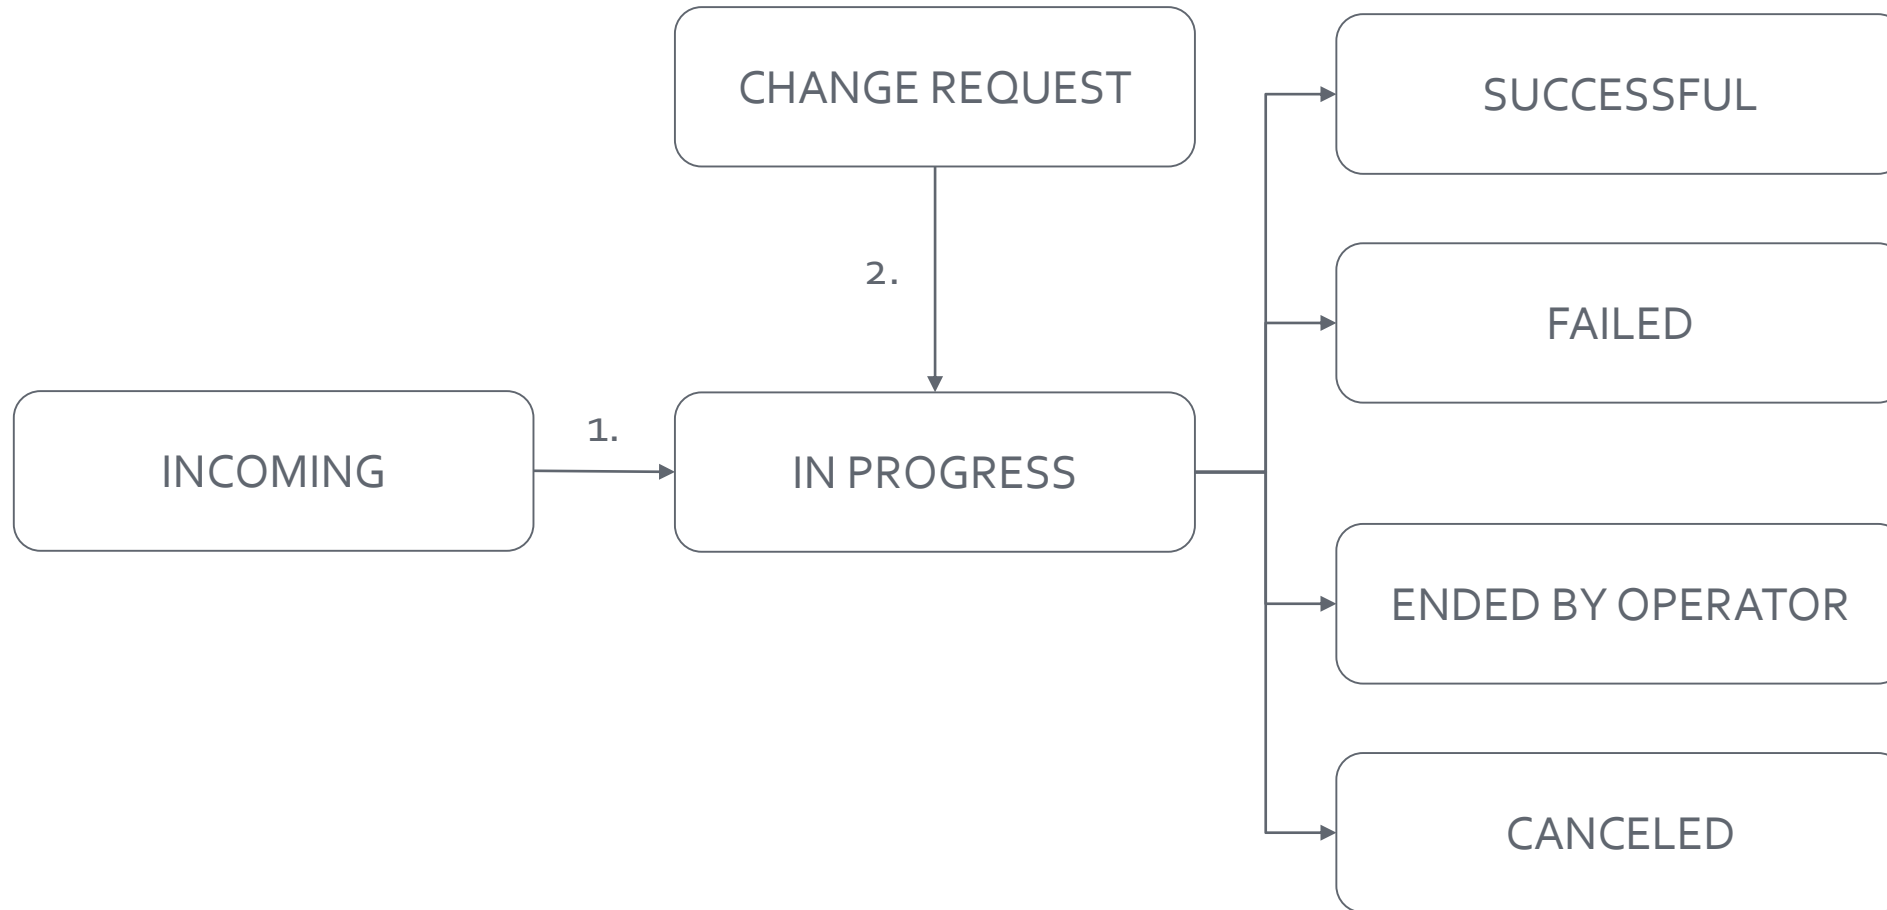 CHANGE REQUEST
SUCCESSFUL
2.
FAILED
1.
INCOMING
IN PROGRESS
ENDED BY OPERATOR
CANCELED